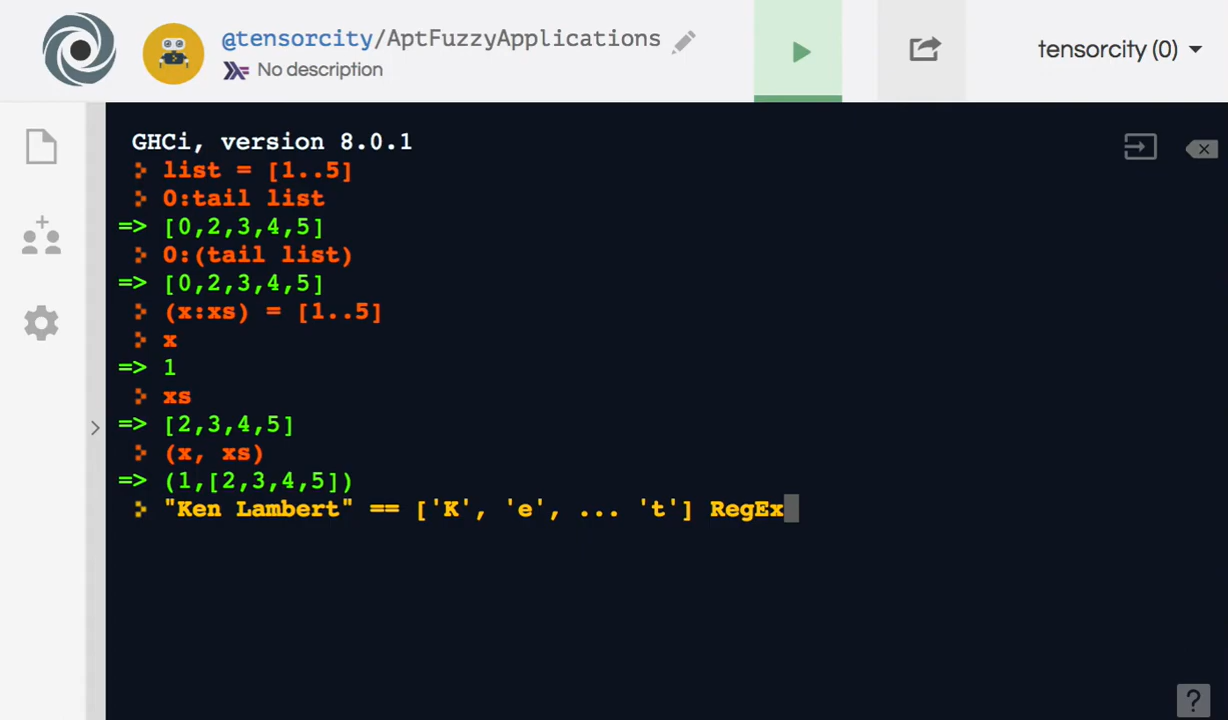 @tensorcity/AptFuzzyApplications
No description
tensorcity (0)
GHCi, version 8.0.1
list = [1..5]
0:tail list
=> [0,2,3,4,5]
0:(tail list)
=> [0,2,3,4,5]
(x:xs) = [1..5]
x
=> 1
xs
=> [2,3,4,5]
(x, xs)
=> (1,[2,3,4,5])
"Ken Lambert" == ['K', 'e', ... 't'] RegEx
?